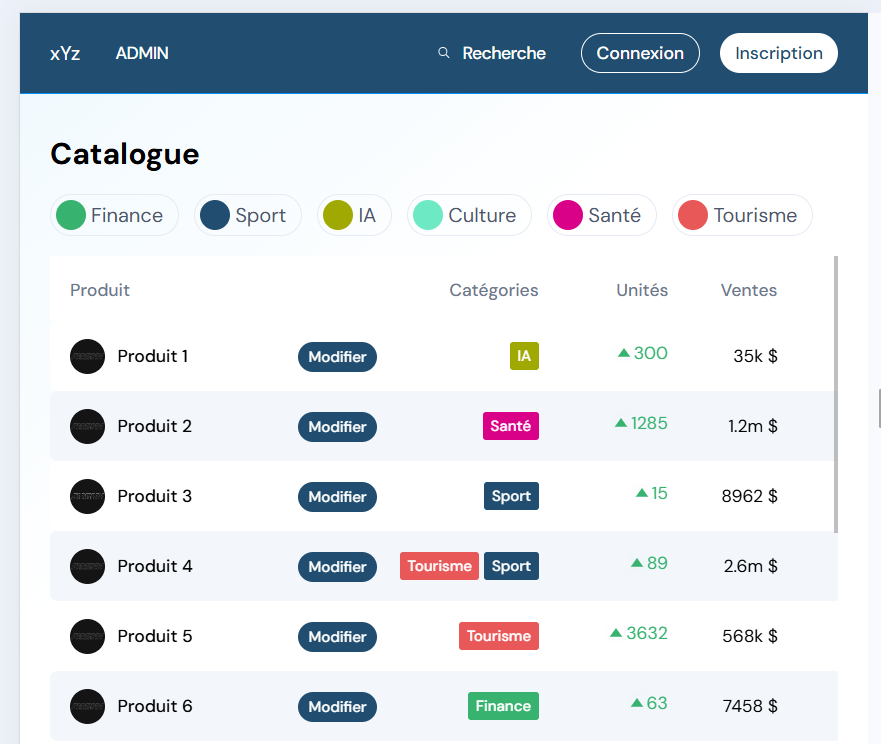 xYz ADMIN Recherche Connexion Inscription
Catalogue
Finance Sport IA Culture Santé Tourisme
Produit Catégories Unités Ventes
Produit 1 Modifier IA 300 35k $
Produit 2 Modifier Santé 1285 1.2m $
Produit 3 Modifier Sport 15 8962 $
Produit 4 Modifier Tourisme Sport 89 2.6m $
Produit 5 Modifier Tourisme 3632 568k $
Produit 6 Modifier Finance 63 7458 $